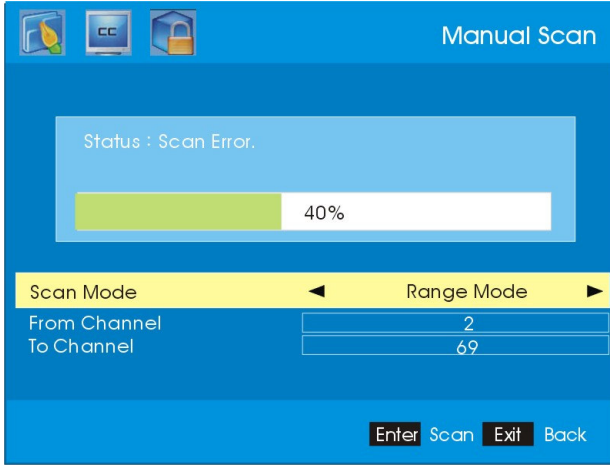 CC
Manual Scan
Status : Scan Error.
40%
Scan Mode ◄ Range Mode ►
From Channel 2
To Channel 69
Enter Scan Exit Back